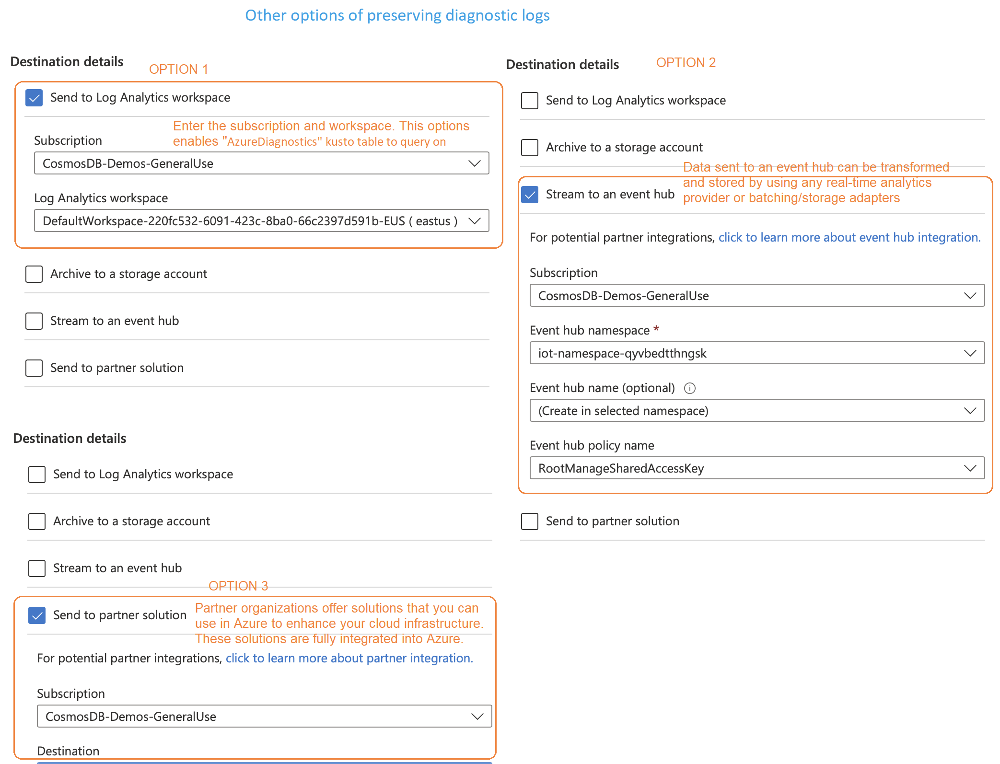 Other options of preserving diagnostic logs
Destination details
OPTION 1
Send to Log Analytics workspace
Enter the subscription and workspace. This options
enables "AzureDiagnostics" kusto table to query on
Subscription
CosmosDB-Demos-GeneralUse
Log Analytics workspace
DefaultWorkspace-220fc532-6091-423c-8ba0-66c2397d591b-EUS ( eastus )
Archive to a storage account
Stream to an event hub
Send to partner solution
Destination details
OPTION 2
Send to Log Analytics workspace
Archive to a storage account
Data sent to an event hub can be transformed
and stored by using any real-time analytics
provider or batching/storage adapters
Stream to an event hub
For potential partner integrations, click to learn more about event hub integration.
Subscription
CosmosDB-Demos-GeneralUse
Event hub namespace *
iot-namespace-qyvbedtthngsk
Event hub name (optional)
(Create in selected namespace)
Event hub policy name
RootManageSharedAccessKey
Send to partner solution
Destination details
Send to Log Analytics workspace
Archive to a storage account
Stream to an event hub
OPTION 3
Send to partner solution
Partner organizations offer solutions that you can
use in Azure to enhance your cloud infrastructure.
These solutions are fully integrated into Azure.
For potential partner integrations, click to learn more about partner integration.
Subscription
CosmosDB-Demos-GeneralUse
Destination